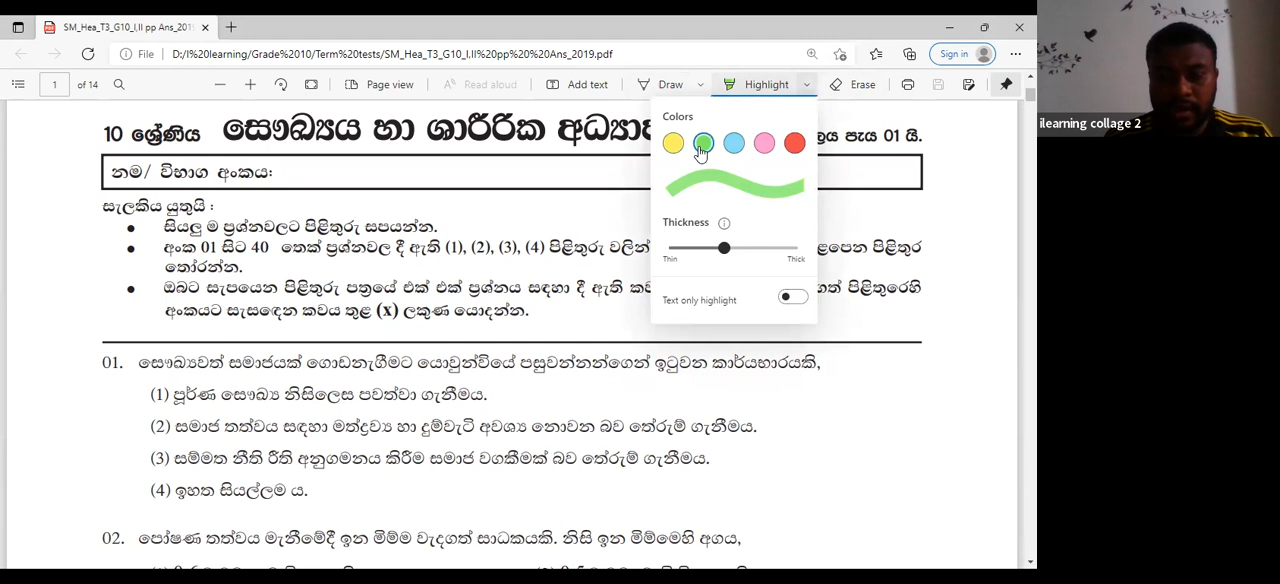 SM_Hea_T3_G10_I,II pp Ans_201
File D:/I%20learning/Grade%2010/Term%20tests/SM_Hea_T3_G10_I.II%20pp%20%20Ans_2019.pdf
Sign in
1 of 14 Page view Read aloud Add text Draw Highlight Erase
ilearning collage 2
Colors
Thickness
Thin Thick
Text only highlight
10 ශ්‍රේණිය සෞඛ්‍යය හා ශාරීරික පැය 01 යි.
නම/ විභාග අංකය:
සැලකිය යුතුයි :
• සියලු ම ප්‍රශ්නවලට පිළිතුරු සපයන්න.
• අංක 01 සිට 40 තෙක් ප්‍රශ්නවල දී ඇති (1), (2), (3), (4) පිළිතුරු වලින් පිළිතුර
තෝරන්න.
• ඔබට සැපයෙන පිළිතුරු පත්‍රයේ එක් එක් ප්‍රශ්නය සඳහා දී ඇති පිළිතුරෙහි
අංකයට සැසඳෙන කවය තුළ (x) ලකුණ යොදන්න.
01. සෞඛ්‍යවත් සමාජයක් ගොඩනැගීමට යොවුන්වියේ පසුවන්නන්ගෙන් ඉටුවන කාර්යභාරයකි,
(1) පූර්ණ සෞඛ්‍ය නිසිලෙස පවත්වා ගැනීමය.
(2) සමාජ තත්වය සඳහා මත්ද්‍රව්‍ය හා දුම්වැටි අවශ්‍ය නොවන බව තේරුම් ගැනීමය.
(3) සම්මත නීති රීති අනුගමනය කිරීම සමාජ වගකීමක් බව තේරුම් ගැනීමය.
(4) ඉහත සියල්ලම ය.
02. පෝෂණ තත්වය මැනීමේදී ඉන මිම්ම වැදගත් සාධකයකි. නිසි ඉන මිම්මෙහි අගය,